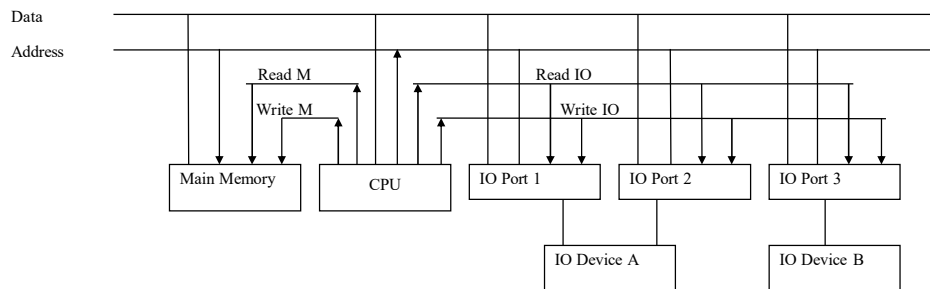 Data
Address
Read M
Read IO
Write M
Write IO
Main Memory
CPU
IO Port 1
IO Port 2
IO Port 3
IO Device A
IO Device B